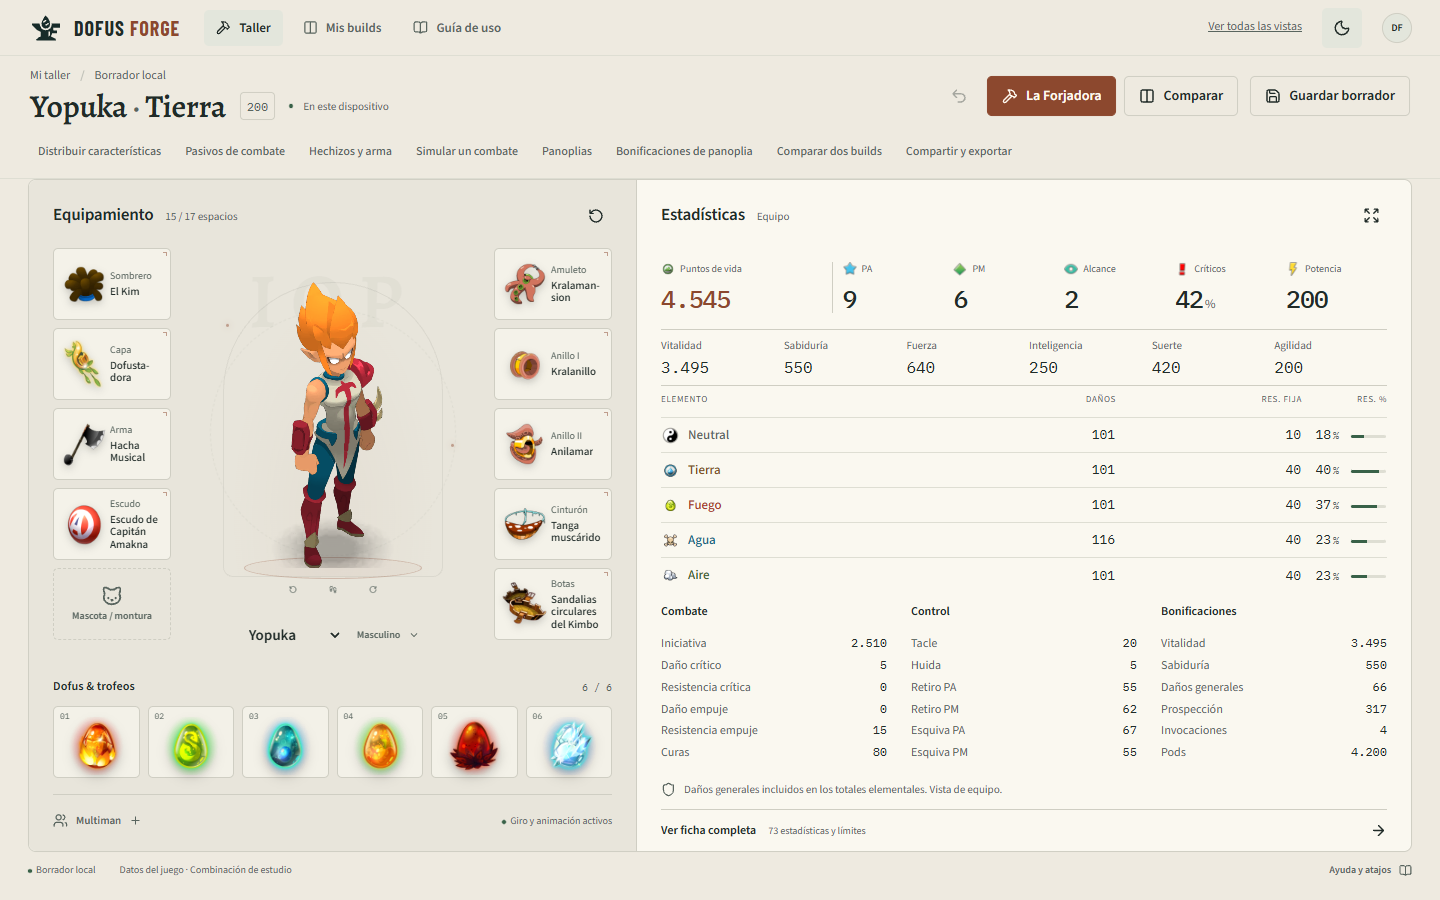 DOFUS FORGE
Taller
Mis builds
Guía de uso
Ver todas las vistas
DF
Mi taller / Borrador local
Yopuka · Tierra
200
En este dispositivo
La Forjadora
Comparar
Guardar borrador
Distribuir características
Pasivos de combate
Hechizos y arma
Simular un combate
Panoplias
Bonificaciones de panoplia
Comparar dos builds
Compartir y exportar
Equipamiento
15 / 17 espacios
IOP
Sombrero
El Kim
Capa
Dofusta-
dora
Arma
Hacha
Musical
Escudo
Escudo de
Capitán
Amakna
Mascota / montura
Amuleto
Kralaman-
sion
Anillo I
Kralanillo
Anillo II
Anilamar
Cinturón
Tanga
muscárido
Botas
Sandalias
circulares
del Kimbo
Yopuka
Masculino
Dofus & trofeos
6 / 6
01
02
03
04
05
06
Multiman +
Giro y animación activos
Estadísticas
Equipo
Puntos de vida
4.545
PA
9
PM
6
Alcance
2
Críticos
42%
Potencia
200
Vitalidad
3.495
Sabiduría
550
Fuerza
640
Inteligencia
250
Suerte
420
Agilidad
200
ELEMENTO DAÑOS RES. FIJA RES. %
Neutral 101 10 18%
Tierra 101 40 40%
Fuego 101 40 37%
Agua 116 40 23%
Aire 101 40 23%
Combate
Iniciativa 2.510
Daño crítico 5
Resistencia crítica 0
Daño empuje 0
Resistencia empuje 15
Curas 80
Control
Tacle 20
Huida 5
Retiro PA 55
Retiro PM 62
Esquiva PA 67
Esquiva PM 55
Bonificaciones
Vitalidad 3.495
Sabiduría 550
Daños generales 66
Prospección 317
Invocaciones 4
Pods 4.200
Daños generales incluidos en los totales elementales. Vista de equipo.
Ver ficha completa
73 estadísticas y límites
Borrador local
Datos del juego · Combinación de estudio
Ayuda y atajos